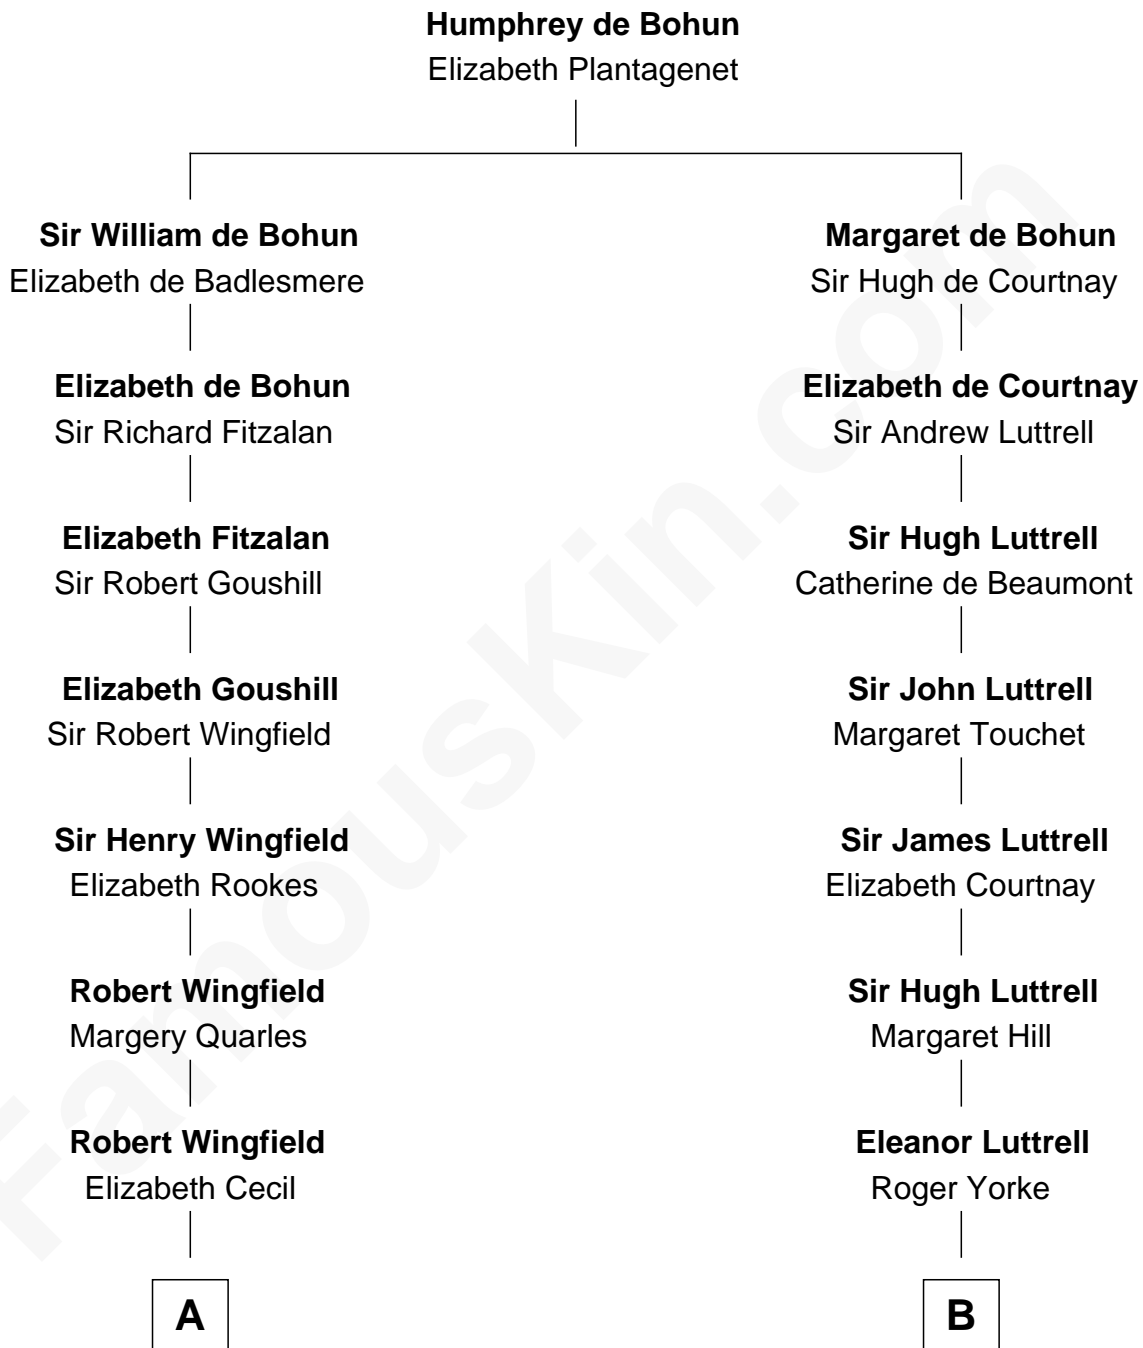 Humphrey de Bohun
Elizabeth Plantagenet
Sir William de Bohun
Elizabeth de Badlesmere
Margaret de Bohun
Sir Hugh de Courtnay
Elizabeth de Bohun
Sir Richard Fitzalan
Elizabeth de Courtnay
Sir Andrew Luttrell
Elizabeth Fitzalan
Sir Robert Goushill
Sir Hugh Luttrell
Catherine de Beaumont
Elizabeth Goushill
Sir Robert Wingfield
Sir John Luttrell
Margaret Touchet
Sir Henry Wingfield
Elizabeth Rookes
Sir James Luttrell
Elizabeth Courtnay
Robert Wingfield
Margery Quarles
Sir Hugh Luttrell
Margaret Hill
Robert Wingfield
Elizabeth Cecil
Eleanor Luttrell
Roger Yorke
A
B
FamousKin.com